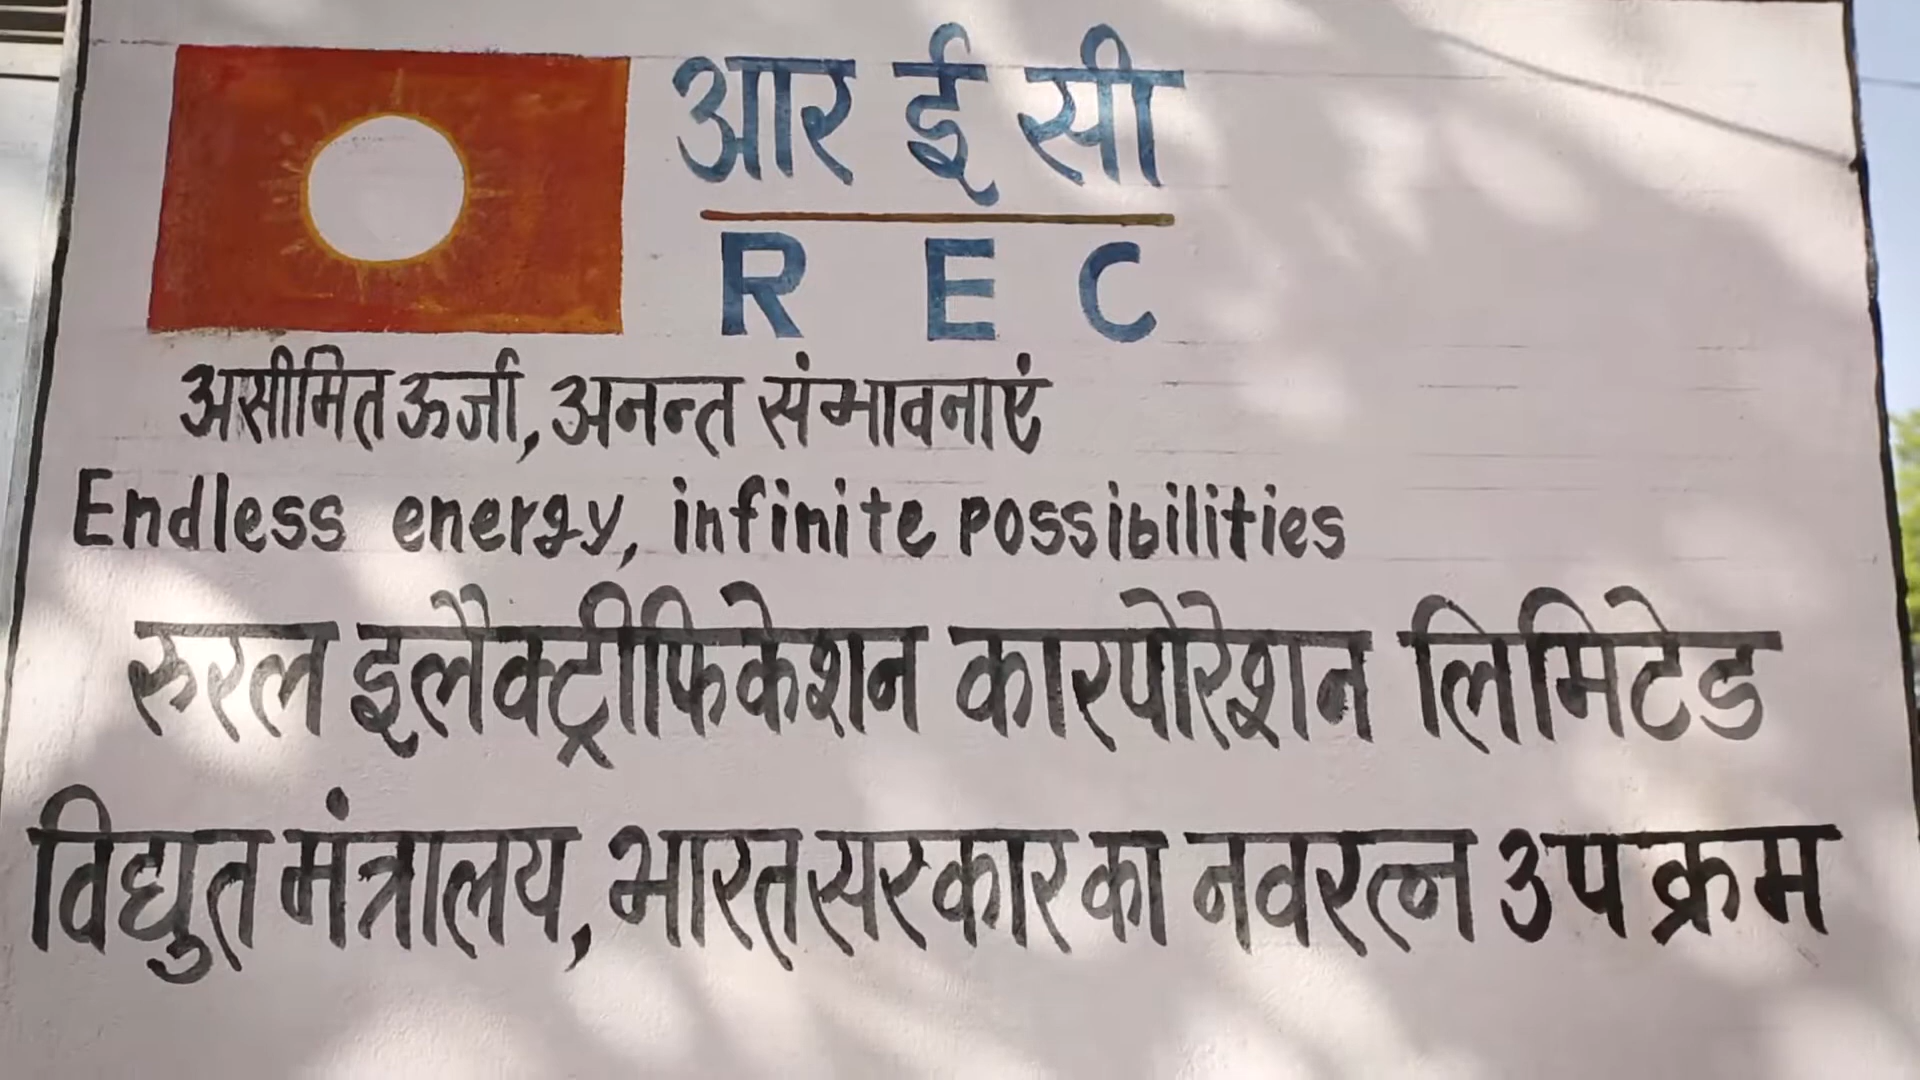 आर ई सी
R E C
असीमित ऊर्जा, अनन्त संभावनाएं
Endless energy, infinite possibilities
रुरल इलैक्ट्रीफिकेशन कारपोरेशन लिमिटेड
विद्युत मंत्रालय, भारत सरकार का नवरत्न उपक्रम